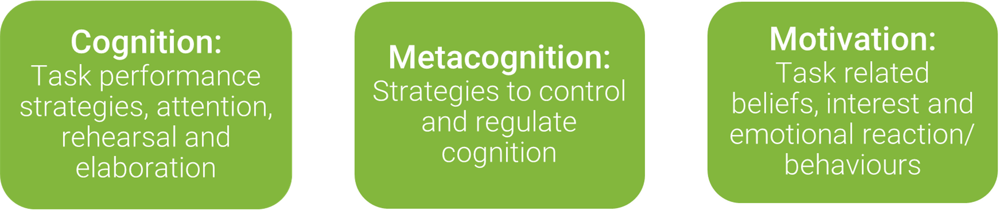 Cognition:
Task performance
strategies, attention,
rehearsal and
elaboration
Metacognition:
Strategies to control
and regulate
cognition
Motivation:
Task related
beliefs, interest and
emotional reaction/
behaviours